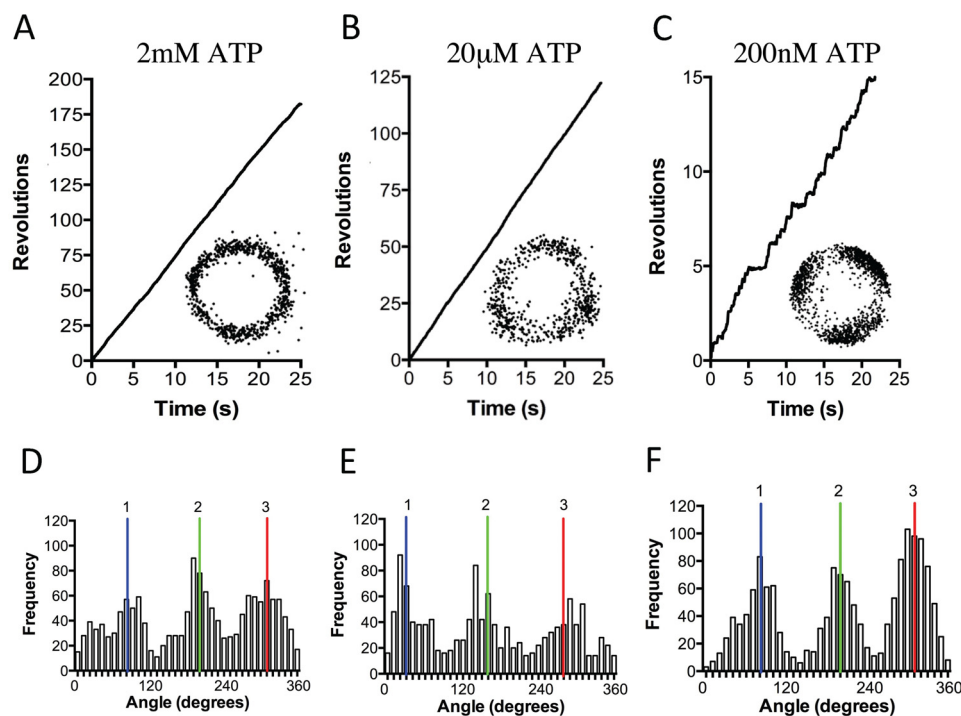 A
B
C
2mM ATP
20μM ATP
200nM ATP
200
175
150
125
100
75
50
25
0
Revolutions
0 5 10 15 20 25
Time (s)
125
100
75
50
25
0
Revolutions
0 5 10 15 20 25
Time (s)
15
10
5
0
Revolutions
0 5 10 15 20 25
Time (s)
D
E
F
1 2 3
120
100
80
60
40
20
0
Frequency
0 120 240 360
Angle (degrees)
1 2 3
120
100
80
60
40
20
0
Frequency
0 120 240 360
Angle (degrees)
1 2 3
120
100
80
60
40
20
0
Frequency
0 120 240 360
Angle (degrees)